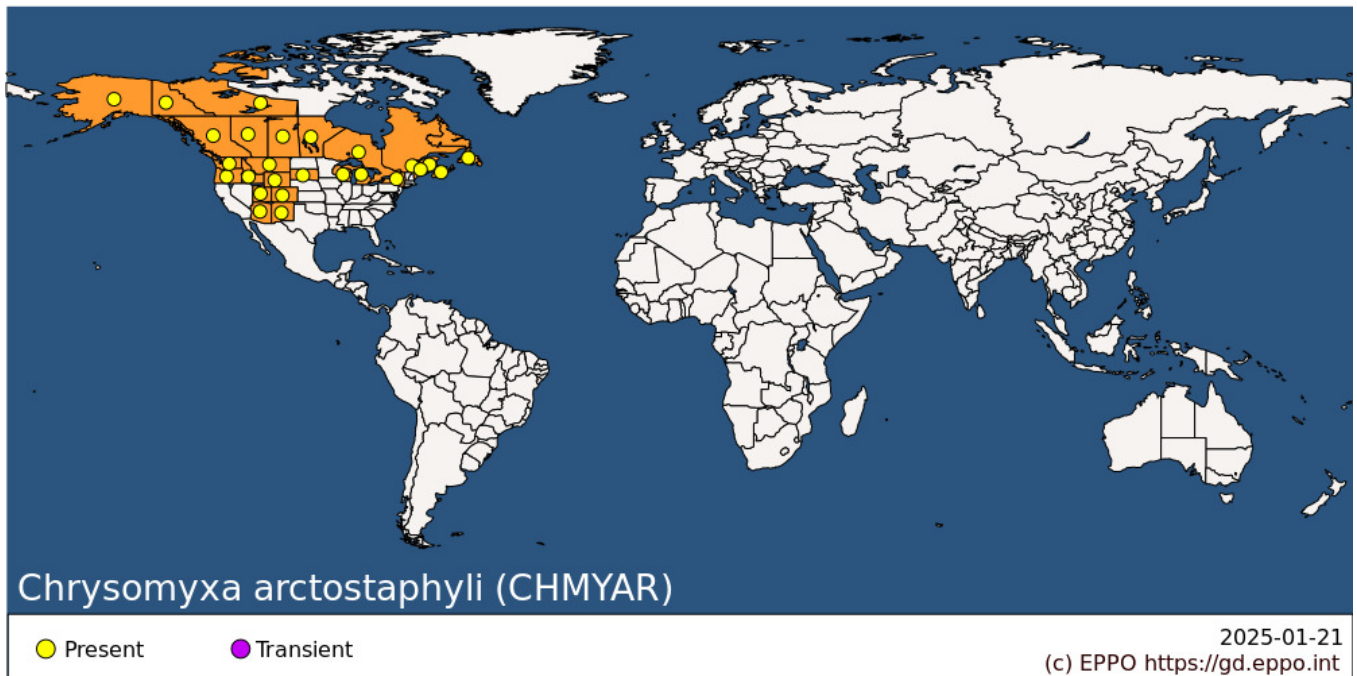 Chrysomyxa arctostaphyli (CHMYAR)
Present
Transient
2025-01-21
(c) EPPO https://gd.eppo.int